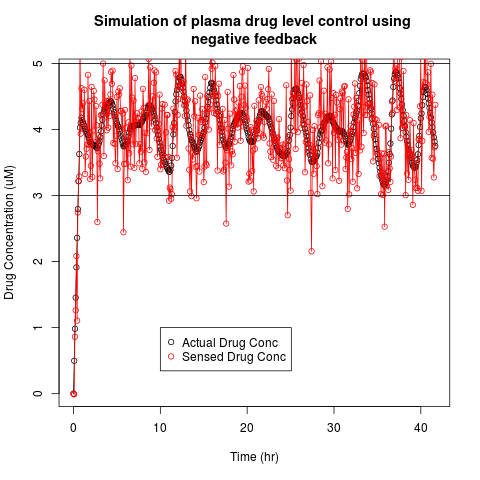 Simulation of plasma drug level control using
negative feedback
Drug Concentration (uM)
5
4
3
2
1
0
Actual Drug Conc
Sensed Drug Conc
0 10 20 30 40
Time (hr)